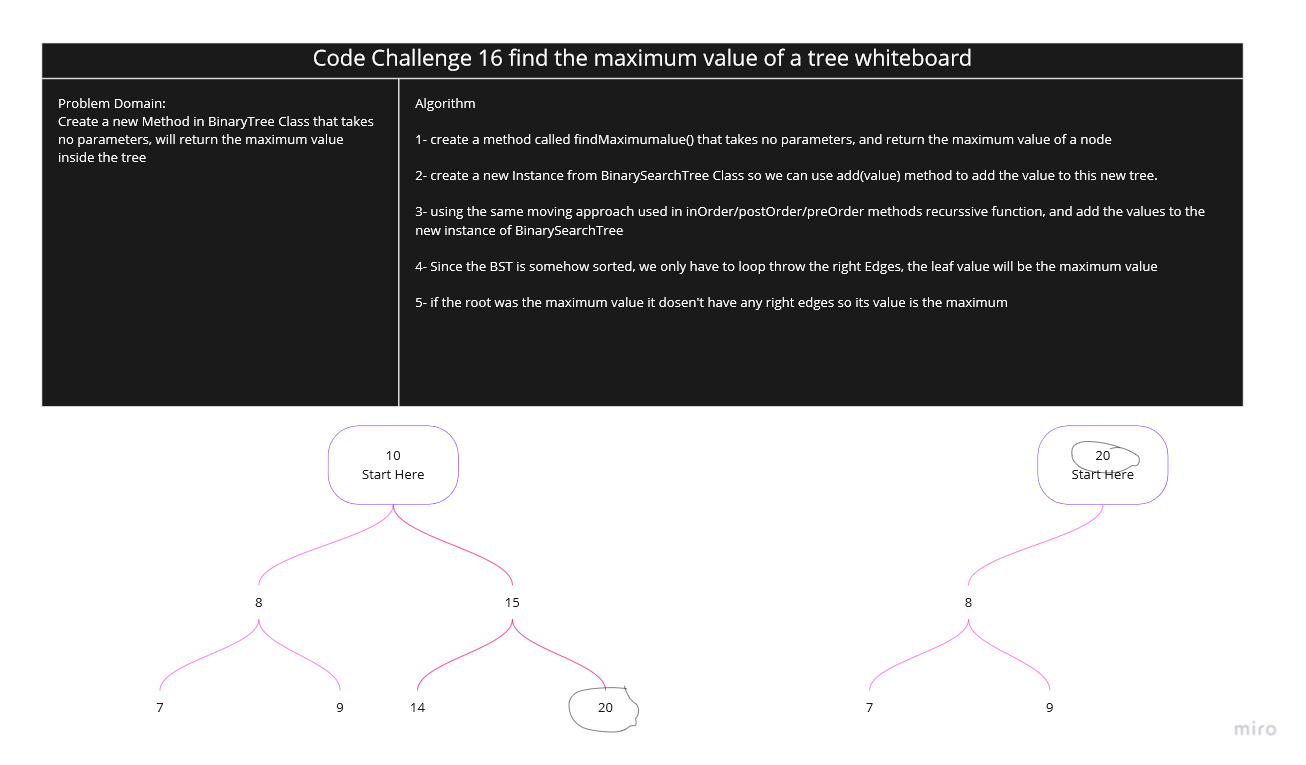 Code Challenge 16 find the maximum value of a tree whiteboard
Problem Domain:
Create a new Method in BinaryTree Class that takes
no parameters, will return the maximum value
inside the tree
Algorithm
1- create a method called findMaximumalue() that takes no parameters, and return the maximum value of a node
2- create a new Instance from BinarySearchTree Class so we can use add(value) method to add the value to this new tree.
3- using the same moving approach used in inOrder/postOrder/preOrder methods recurssive function, and add the values to the
new instance of BinarySearchTree
4- Since the BST is somehow sorted, we only have to loop throw the right Edges, the leaf value will be the maximum value
5- if the root was the maximum value it dosen't have any right edges so its value is the maximum
10
Start Here
8
15
7
9
14
20
20
Start Here
8
7
9
miro